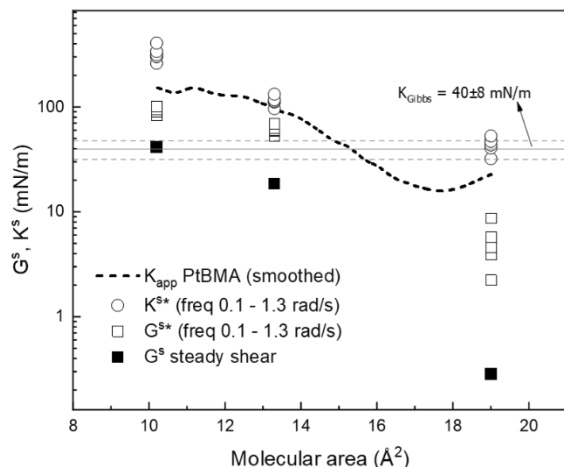 K_Gibbs = 40±8 mN/m
100
10
1
G^s, K^s (mN/m)
K_app PtBMA (smoothed)
K^s* (freq 0.1 - 1.3 rad/s)
G^s* (freq 0.1 - 1.3 rad/s)
G^s steady shear
8 10 12 14 16 18 20
Molecular area (Å²)